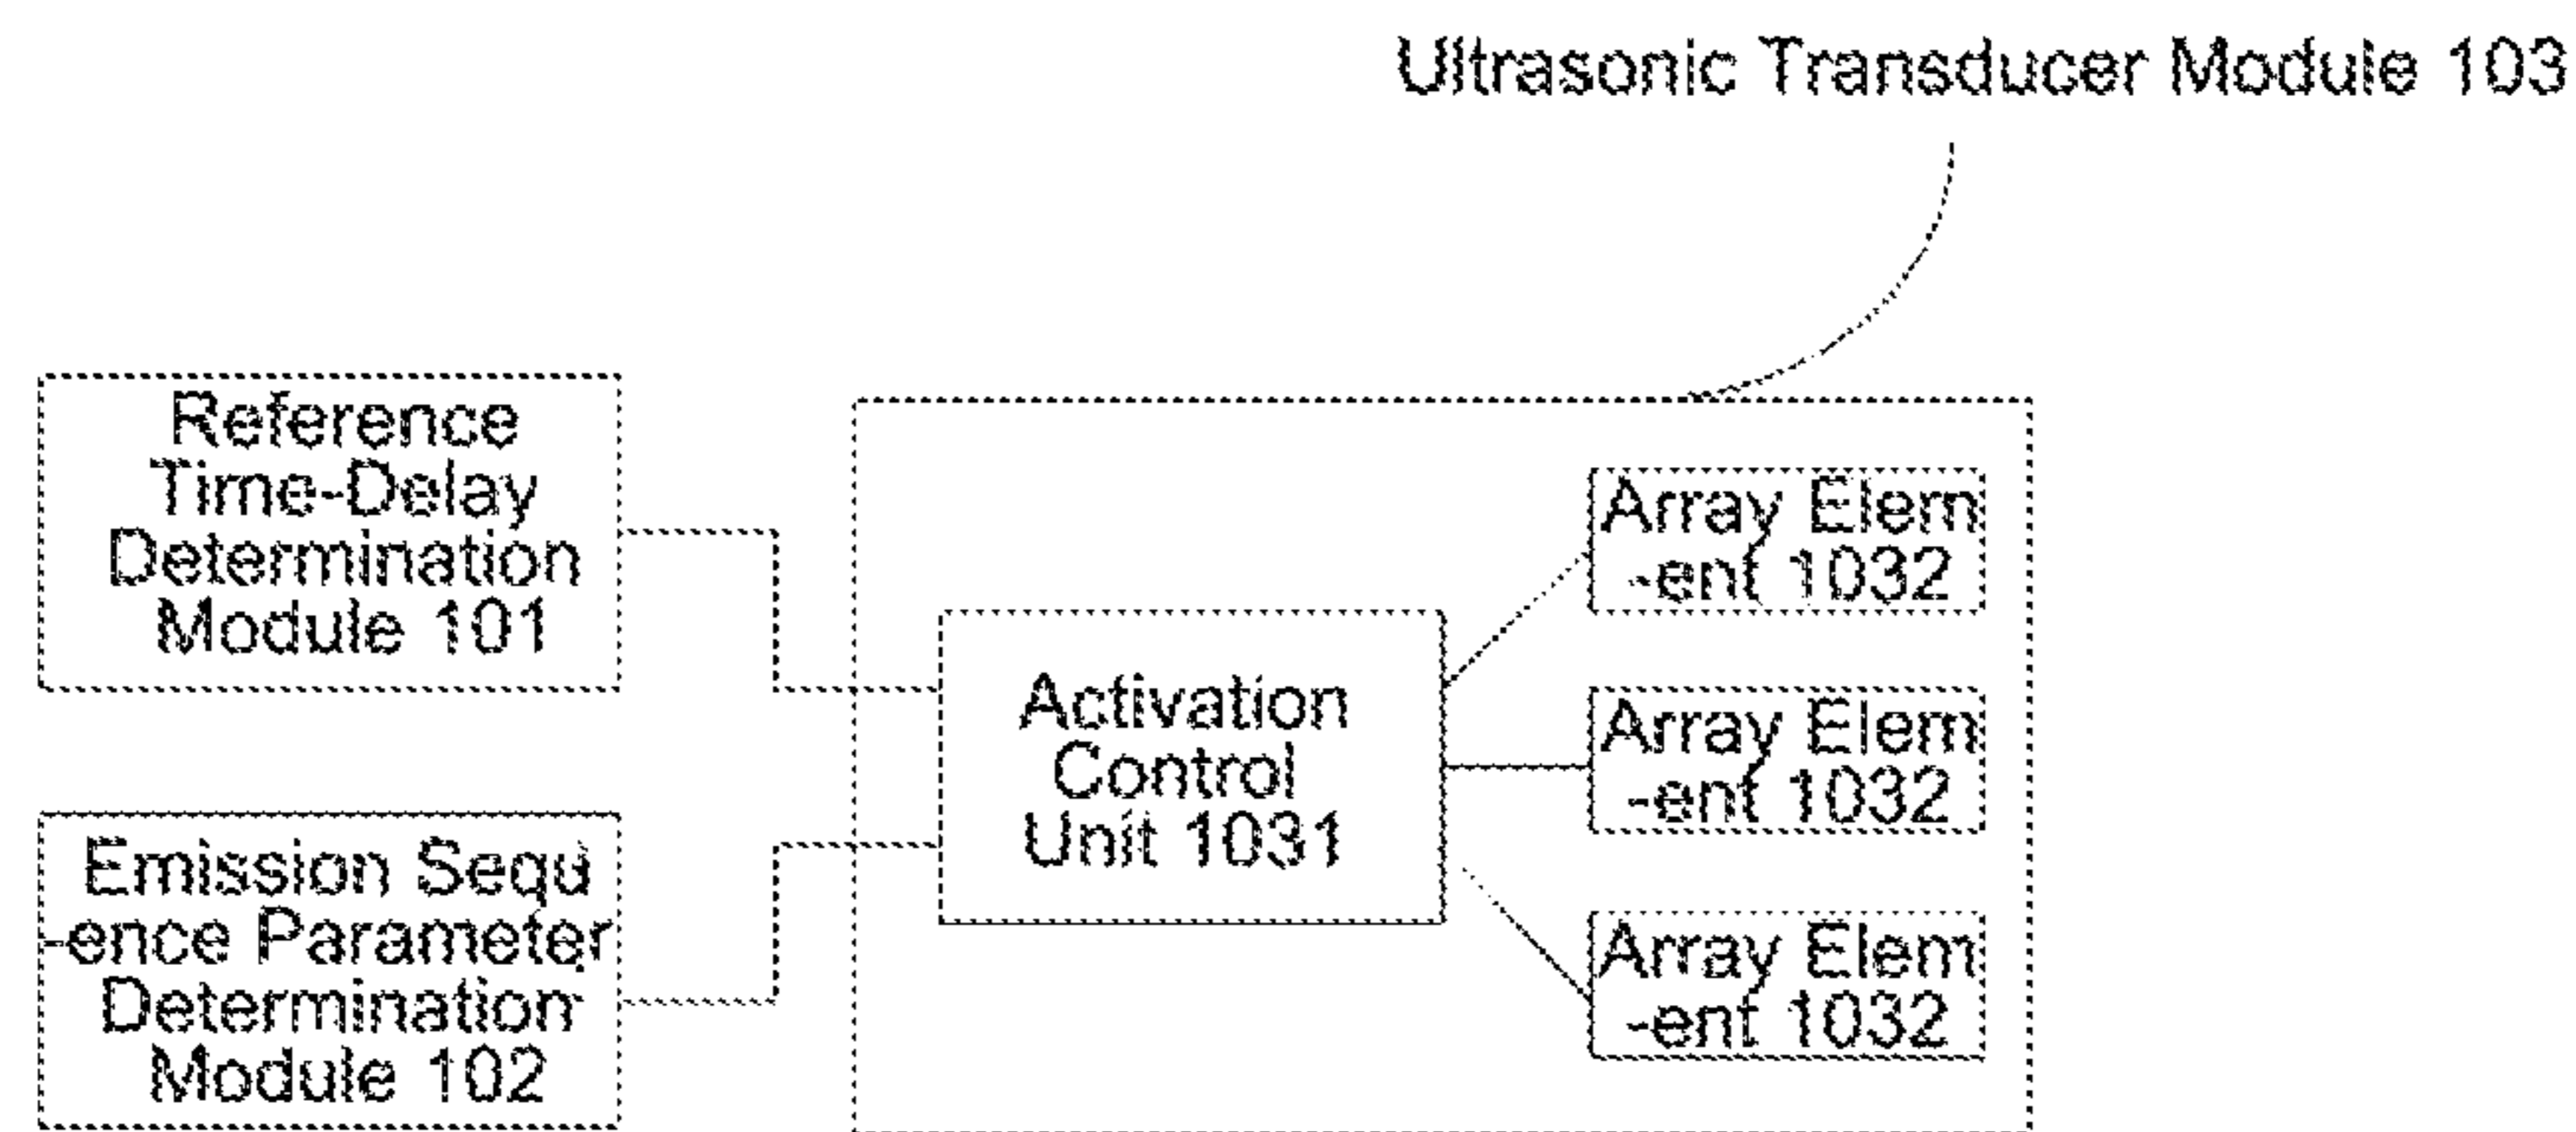 Ultrasonic Transducer Module 103
Reference
Time-Delay
Determination
Module 101
Emission Sequ
-ence Parameter
Determination
Module 102
Activation
Control
Unit 1031
Array Elem
-ent 1032
Array Elem
-ent 1032
Array Elem
-ent 1032